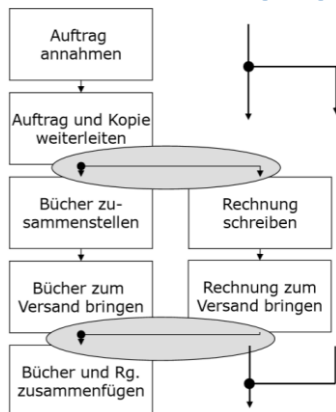 Auftrag
annahmen
Auftrag und Kopie
weiterleiten
Bücher zu-
sammenstellen
Rechnung
schreiben
Bücher zum
Versand bringen
Rechnung zum
Versand bringen
Bücher und Rg.
zusammenfügen